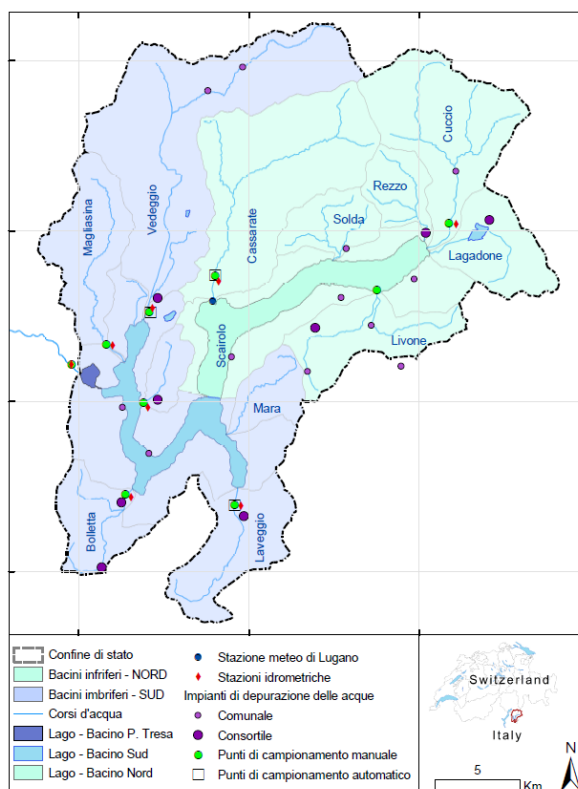 Cuccio
Rezzo
Solda
Magliasina
Vedeggio
Cassarate
Lagadone
Scairolo
Livone
Mara
Bolletta
Laveggio
Confine di stato
Bacini infriferi - NORD
Bacini imbriferi - SUD
Corsi d'acqua
Lago - Bacino P. Tresa
Lago - Bacino Sud
Lago - Bacino Nord
Stazione meteo di Lugano
Stazioni idrometriche
Impianti di depurazione delle acque
Comunale
Consortile
Punti di campionamento manuale
Punti di campionamento automatico
Switzerland
Italy
5
Km
N